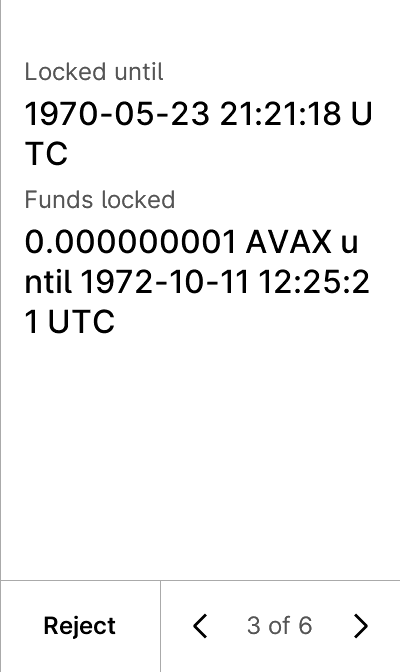 Locked until
1970-05-23 21:21:18 U
TC
Funds locked
0.000000001 AVAX u
ntil 1972-10-11 12:25:2
1 UTC
Reject
3 of 6